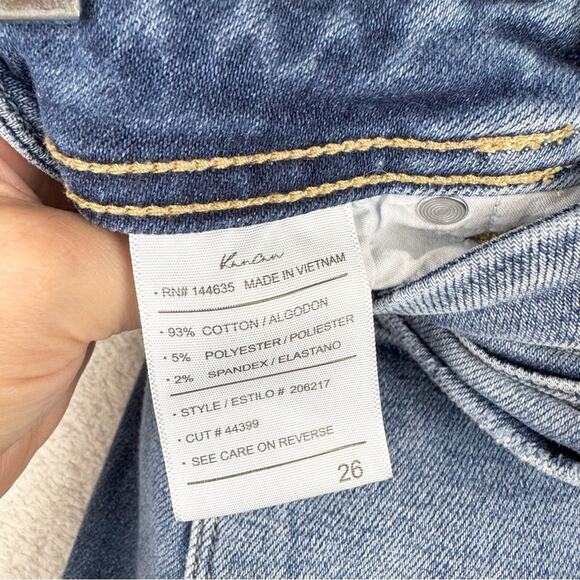 KanCan
• RN# 144635 MADE IN VIETNAM
• 93% COTTON / ALGODON
• 5% POLYESTER / POLIESTER
• 2% SPANDEX / ELASTANO
• STYLE / ESTILO # 206217
• CUT # 44399
• SEE CARE ON REVERSE
26